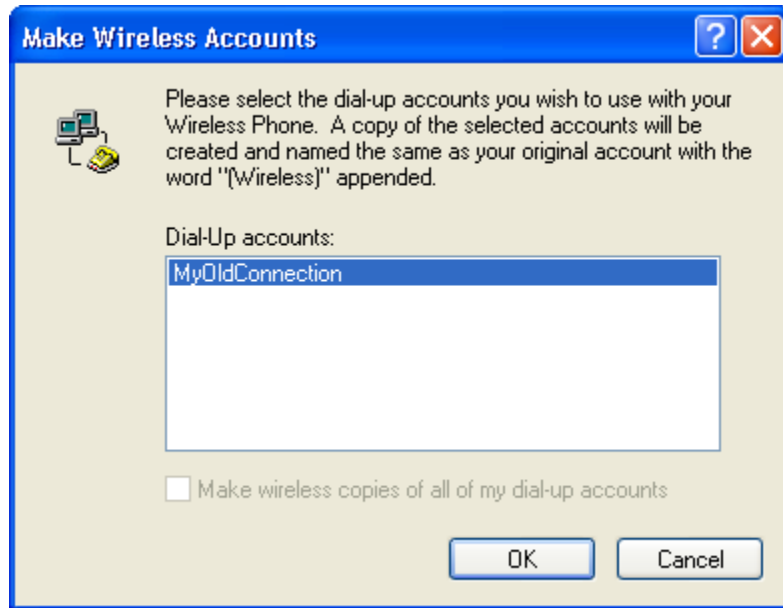 Make Wireless Accounts
Please select the dial-up accounts you wish to use with your
Wireless Phone.  A copy of the selected accounts will be
created and named the same as your original account with the
word "(Wireless)" appended.
Dial-Up accounts:
MyOldConnection
Make wireless copies of all of my dial-up accounts
OK Cancel